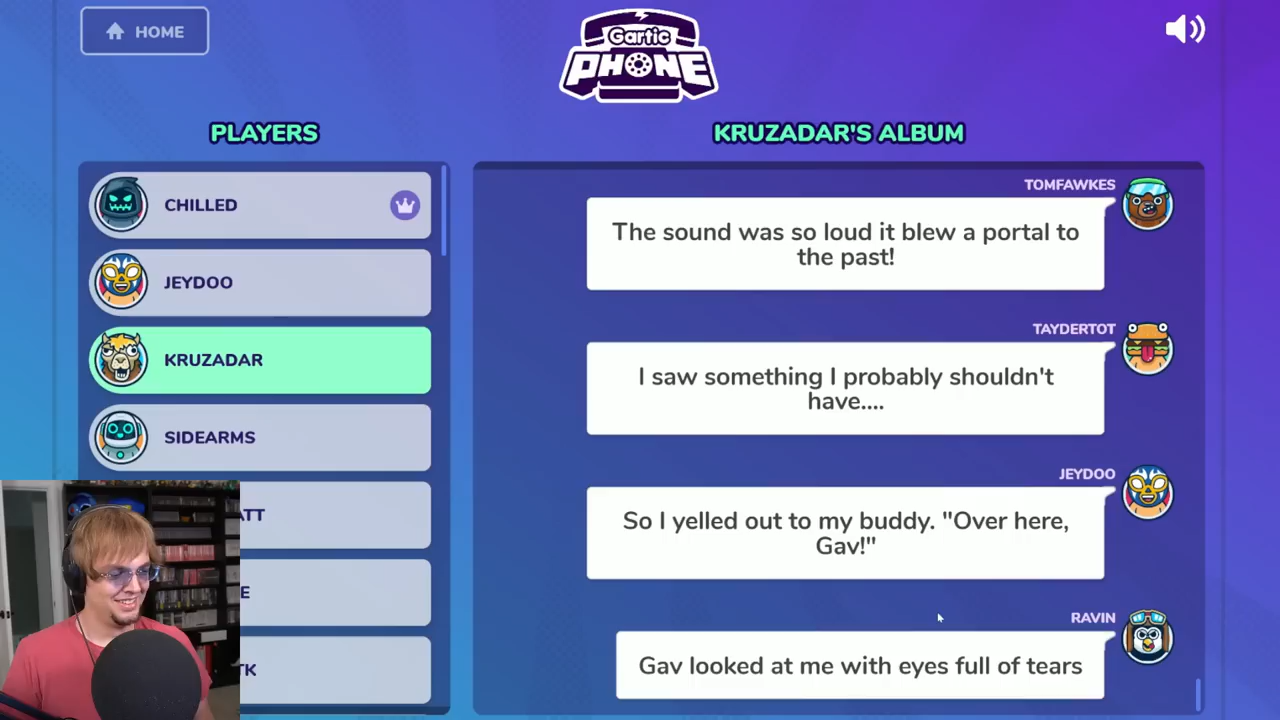 HOME
Gartic
PHONE
PLAYERS
CHILLED
JEYDOO
KRUZADAR
SIDEARMS
ATT
E
TK
KRUZADAR'S ALBUM
TOMFAWKES
The sound was so loud it blew a portal to
the past!
TAYDERTOT
I saw something I probably shouldn't
have....
JEYDOO
So I yelled out to my buddy. "Over here,
Gav!"
RAVIN
Gav looked at me with eyes full of tears